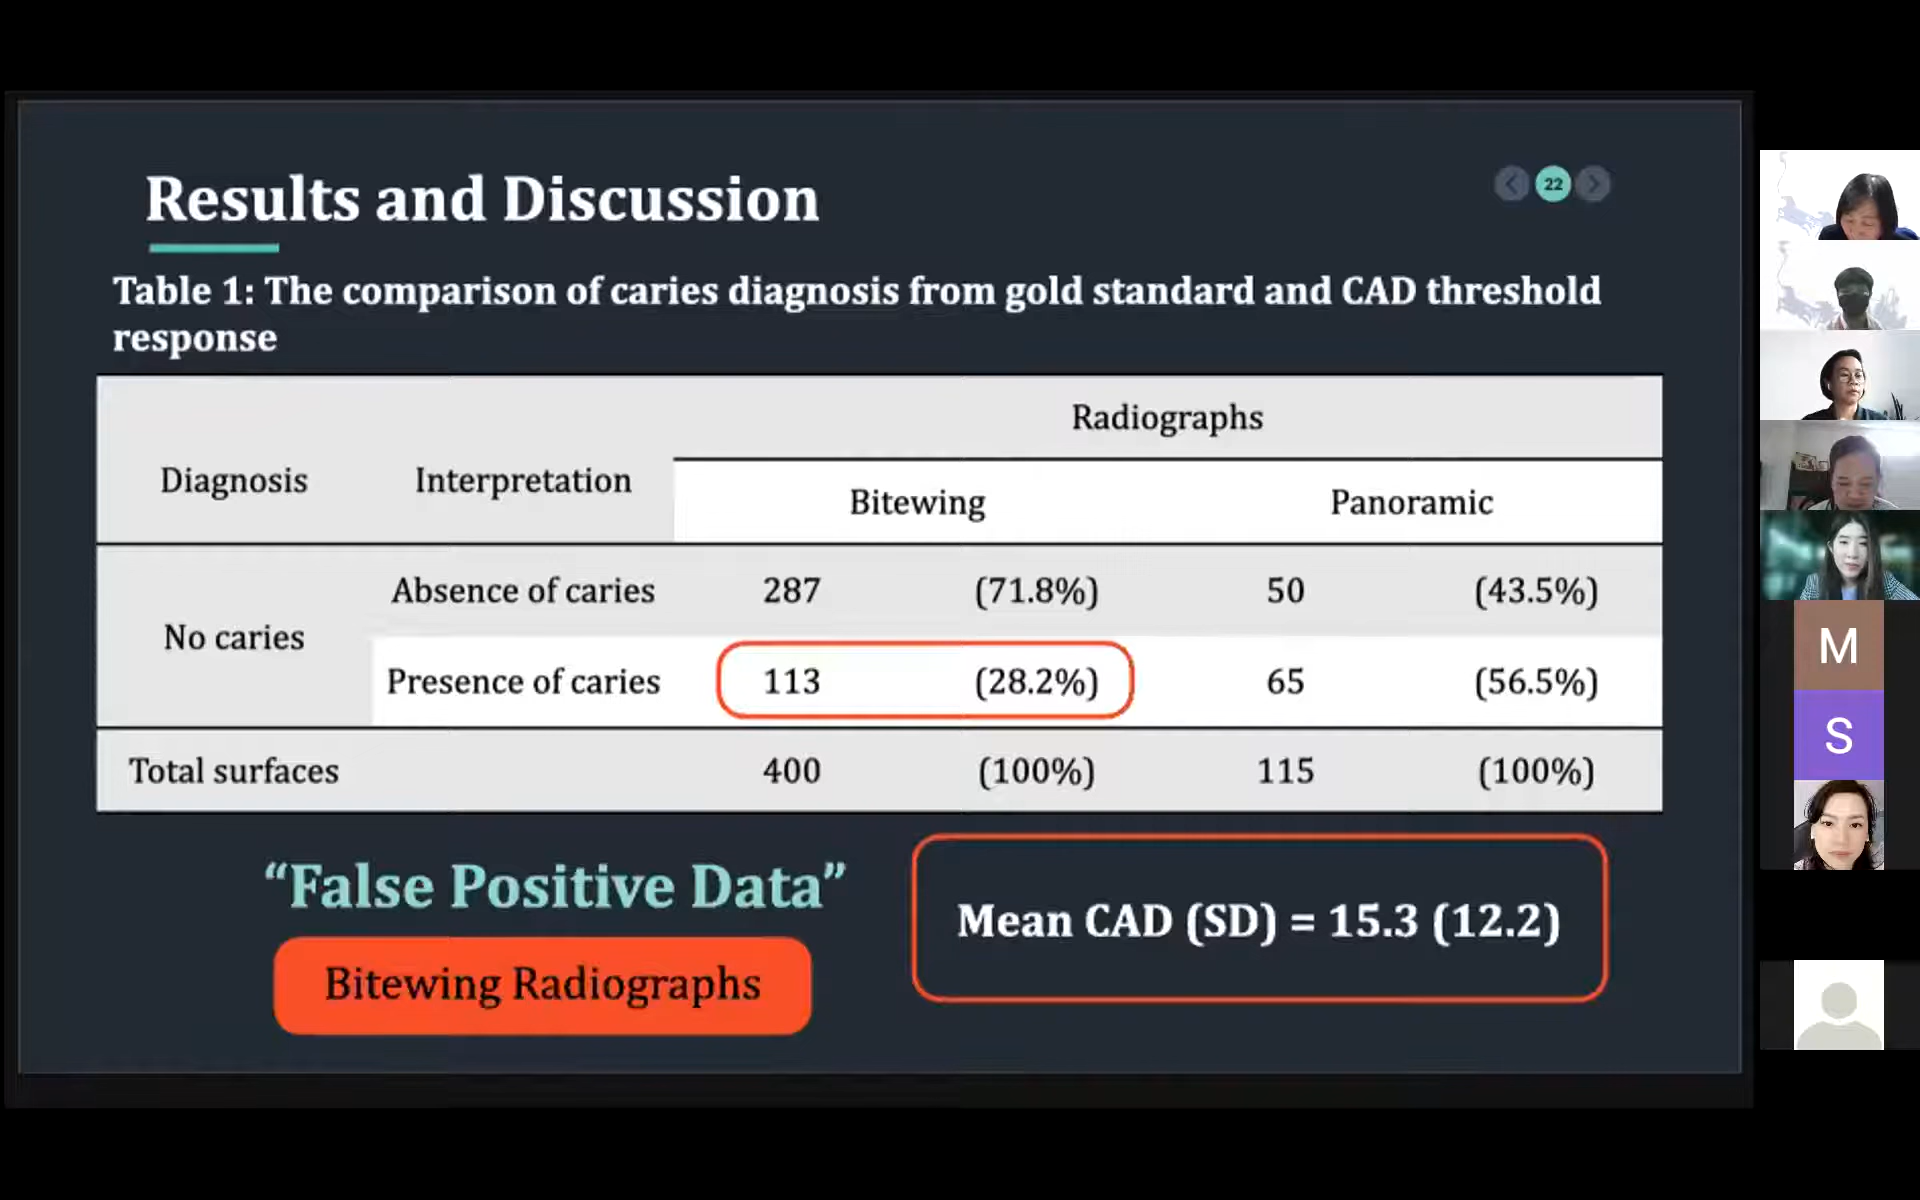 Results and Discussion
22
Table 1: The comparison of caries diagnosis from gold standard and CAD threshold
response
Radiographs
Diagnosis Interpretation
Bitewing Panoramic
Absence of caries 287 (71.8%) 50 (43.5%)
No caries
Presence of caries 113 (28.2%) 65 (56.5%)
Total surfaces 400 (100%) 115 (100%)
“False Positive Data”
Mean CAD (SD) = 15.3 (12.2)
Bitewing Radiographs
M
S